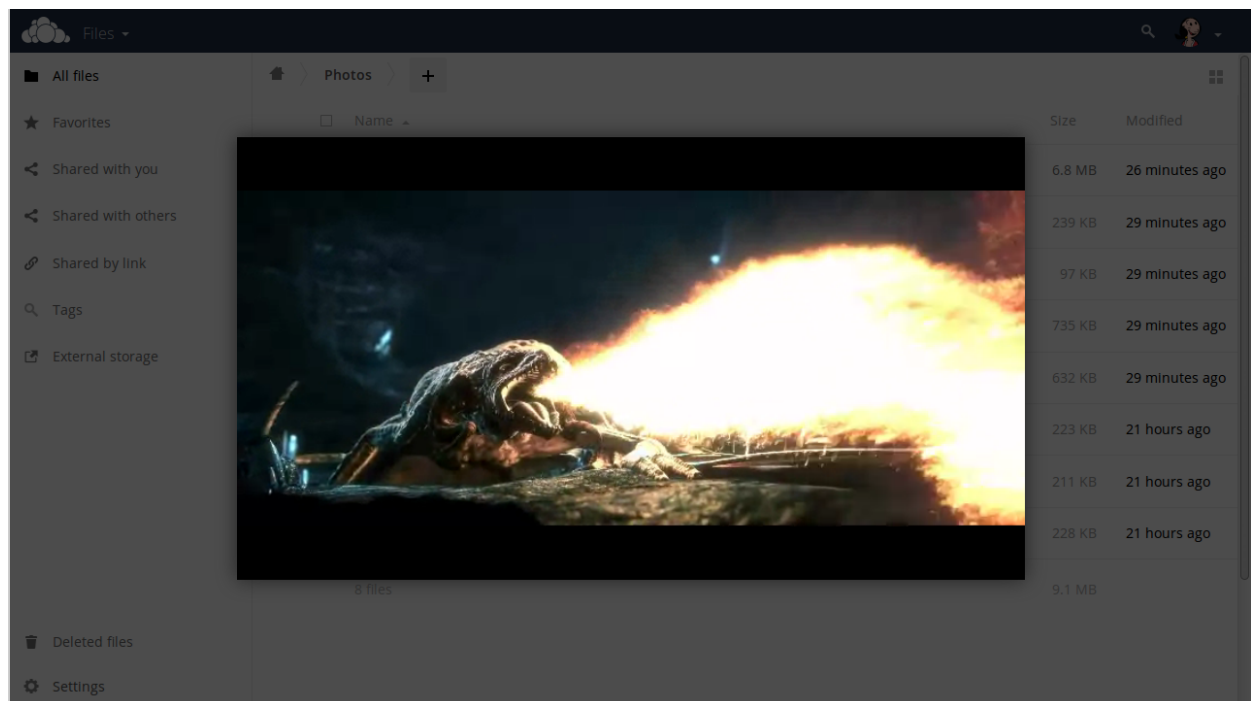 Files
All files
Photos
+
Favorites
Name
Size
Modified
Shared with you
6.8 MB
26 minutes ago
Shared with others
239 KB
29 minutes ago
Shared by link
97 KB
29 minutes ago
Tags
735 KB
29 minutes ago
External storage
632 KB
29 minutes ago
223 KB
21 hours ago
211 KB
21 hours ago
228 KB
21 hours ago
8 files
9.1 MB
Deleted files
Settings